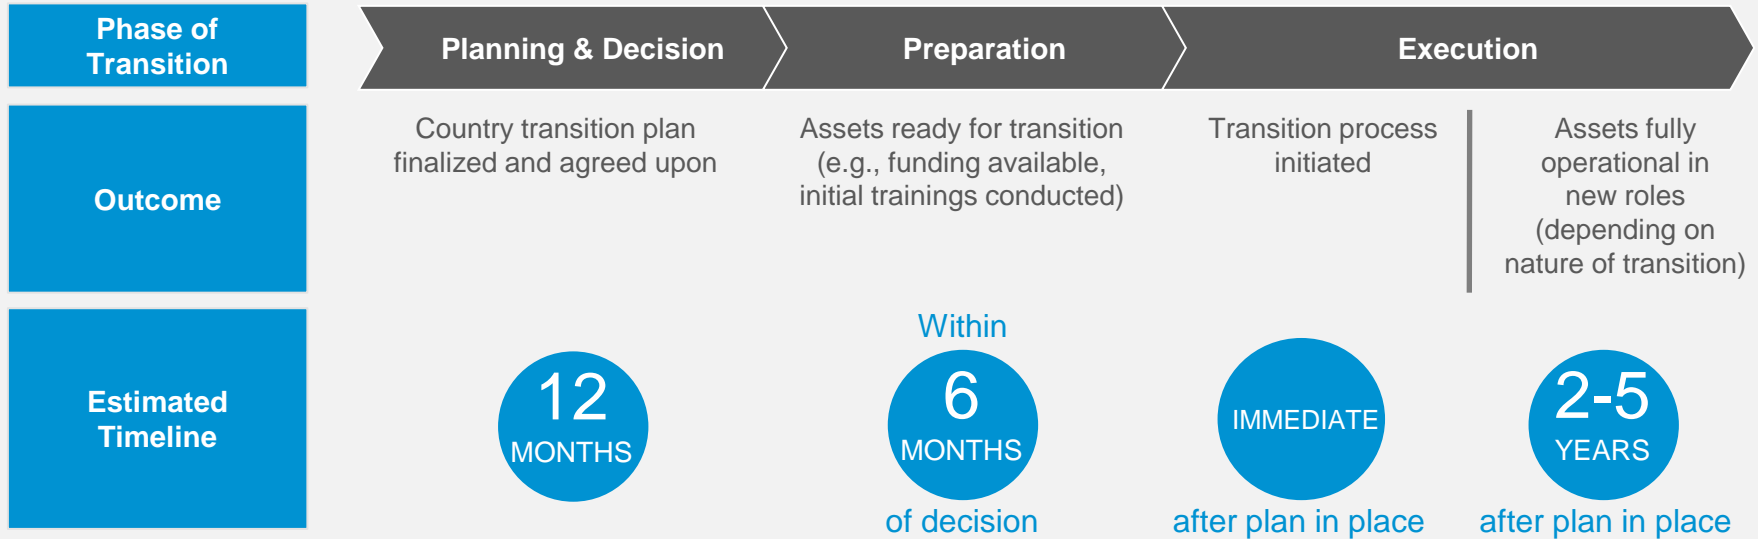 Phase of
Transition
Planning & Decision
Preparation
Execution
Outcome
Country transition plan
finalized and agreed upon
Assets ready for transition
(e.g., funding available,
initial trainings conducted)
Transition process
initiated
Assets fully
operational in
new roles
(depending on
nature of transition)
Estimated
Timeline
12
MONTHS
Within
6
MONTHS
of decision
IMMEDIATE
after plan in place
2-5
YEARS
after plan in place